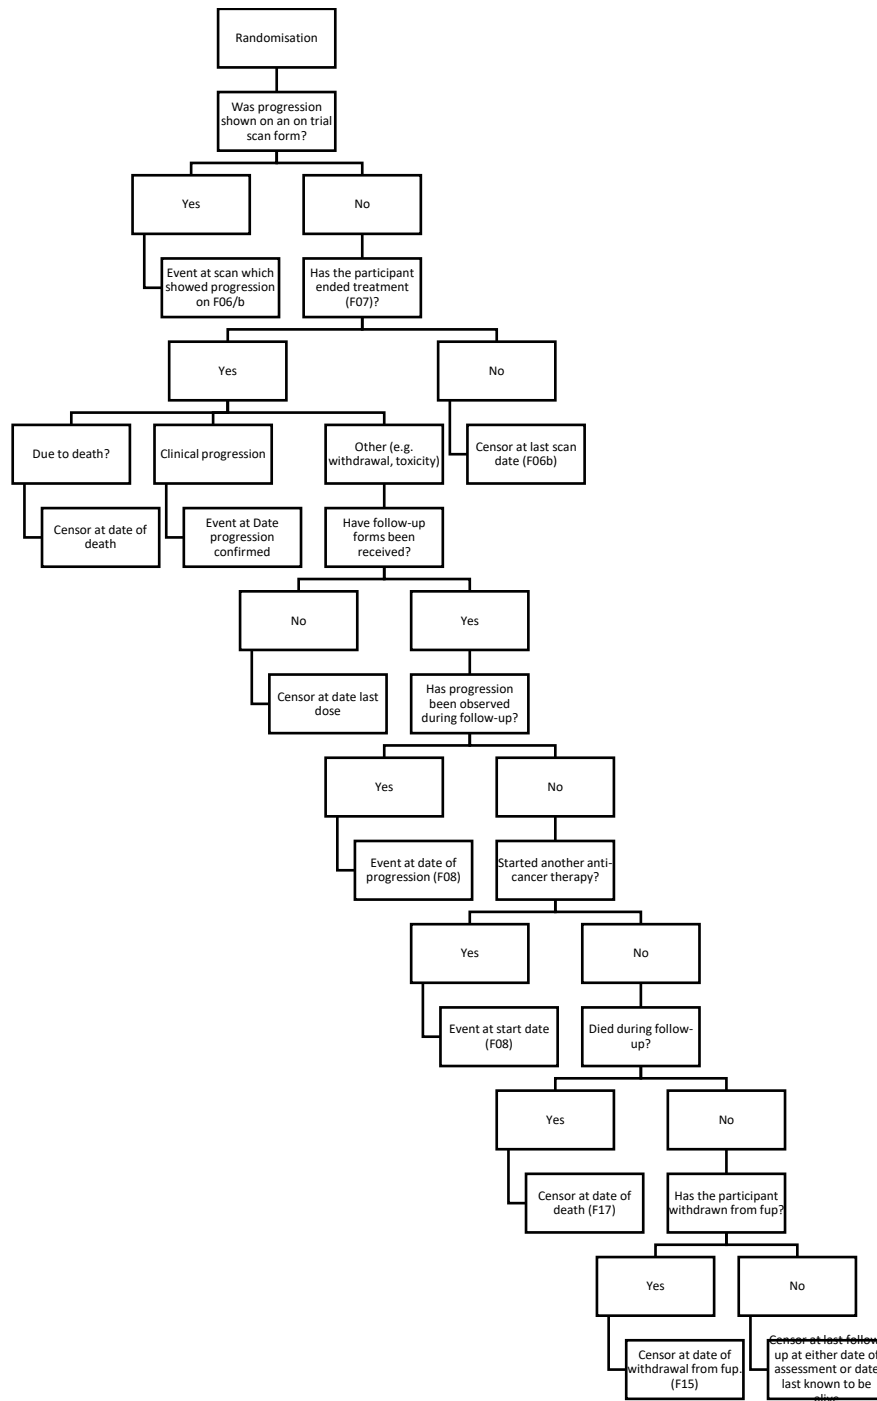 Randomisation
Was progression
shown on an on trial
scan form?
Yes
No
Event at scan which
showed progression
on F06/b
Has the participant
ended treatment
(F07)?
Yes
No
Due to death?
Clinical progression
Other (e.g.
withdrawal, toxicity)
Censor at last scan
date (F06b)
Censor at date of
death
Event at Date
progression
confirmed
Have follow-up
forms been
received?
No
Yes
Censor at date last
dose
Has progression
been observed
during follow-up?
Yes
No
Event at date of
progression (F08)
Started another anti-
cancer therapy?
Yes
No
Event at start date
(F08)
Died during follow-
up?
Yes
No
Censor at date of
death (F17)
Has the participant
withdrawn from fup?
Yes
No
Censor at date of
withdrawal from fup.
(F15)
Censor at last follow
up at either date of
assessment or date
last known to be
alive